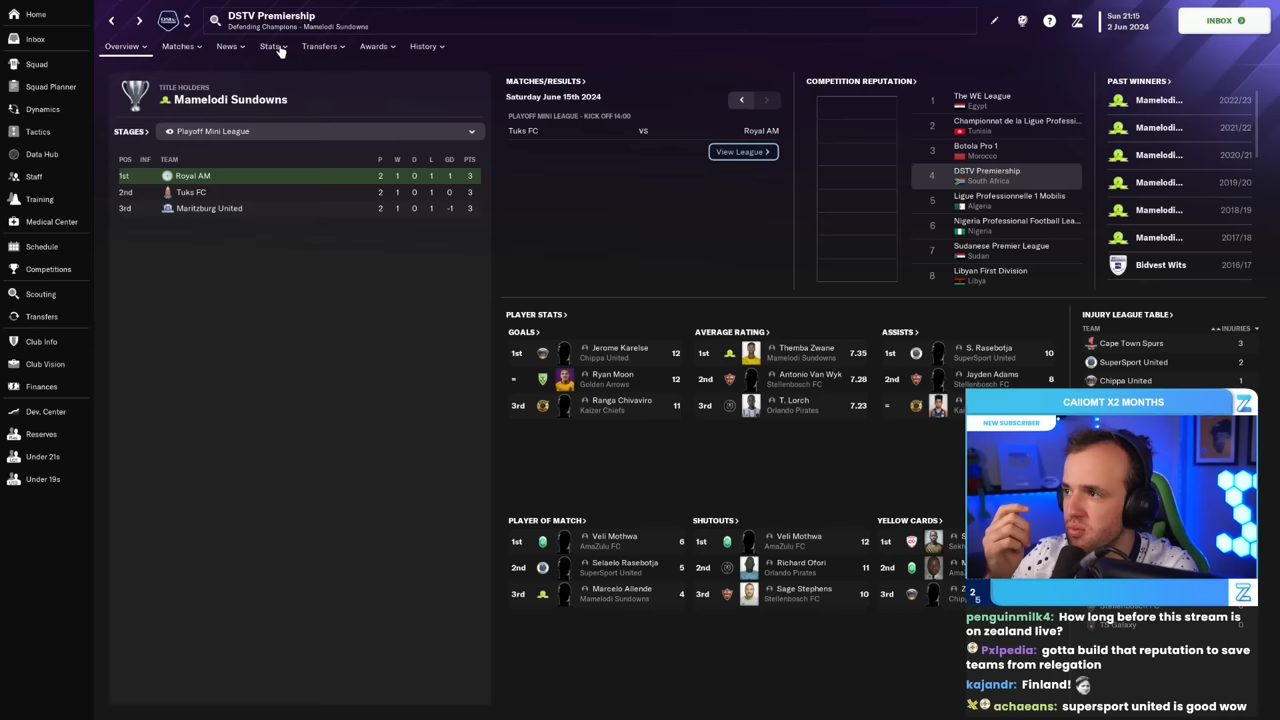 Home
Inbox
Squad
Squad Planner
Dynamics
Tactics
Data Hub
Staff
Training
Medical Center
Schedule
Competitions
Scouting
Transfers
Club Info
Club Vision
Finances
Dev. Center
Reserves
Under 21s
Under 19s
DSTV Premiership
Defending Champions - Mamelodi Sundowns
Sun 21:15
2 Jun 2024
INBOX
Overview
Matches
News
Stats
Transfers
Awards
History
TITLE HOLDERS
Mamelodi Sundowns
STAGES
Playoff Mini League
POS INF TEAM P W D L GD PTS
1st Royal AM 2 1 0 1 1 3
2nd Tuks FC 2 1 0 1 0 3
3rd Maritzburg United 2 1 0 1 -1 3
MATCHES/RESULTS
Saturday June 15th 2024
PLAYOFF MINI LEAGUE - KICK OFF 14:00
Tuks FC VS Royal AM
View League
COMPETITION REPUTATION
1 The WE League
Egypt
2 Championnat de la Ligue Professi...
Tunisia
3 Botola Pro 1
Morocco
4 DSTV Premiership
South Africa
5 Ligue Professionnelle 1 Mobilis
Algeria
6 Nigeria Professional Football Lea...
Nigeria
7 Sudanese Premier League
Sudan
8 Libyan First Division
Libya
PAST WINNERS
Mamelodi... 2022/23
Mamelodi... 2021/22
Mamelodi... 2020/21
Mamelodi... 2019/20
Mamelodi... 2018/19
Mamelodi... 2017/18
Bidvest Wits 2016/17
PLAYER STATS
GOALS
1st Jerome Karelse 12
Chippa United
= Ryan Moon 12
Golden Arrows
3rd Ranga Chivaviro 11
Kaizer Chiefs
AVERAGE RATING
1st Themba Zwane 7.35
Mamelodi Sundowns
2nd Antonio Van Wyk 7.28
Stellenbosch FC
3rd T. Lorch 7.23
Orlando Pirates
ASSISTS
1st S. Rasebotja 10
SuperSport United
2nd Jayden Adams 8
Stellenbosch FC
=
INJURY LEAGUE TABLE
TEAM INJURIES
Cape Town Spurs 3
SuperSport United 2
Chippa United 1
PLAYER OF MATCH
1st Veli Mothwa 6
AmaZulu FC
2nd Selaelo Rasebotja 5
SuperSport United
3rd Marcelo Allende 4
Mamelodi Sundowns
SHUTOUTS
1st Veli Mothwa 12
AmaZulu FC
2nd Richard Ofori 11
Orlando Pirates
3rd Sage Stephens 10
Stellenbosch FC
YELLOW CARDS
1st
2nd
3rd
CAIIOMT X2 MONTHS
NEW SUBSCRIBER
TS Galaxy 0
penguinmilk4: How long before this stream is
on zealand live?
Pxlpedia: gotta build that reputation to save
teams from relegation
kajandr: Finland!
achaeans: supersport united is good wow